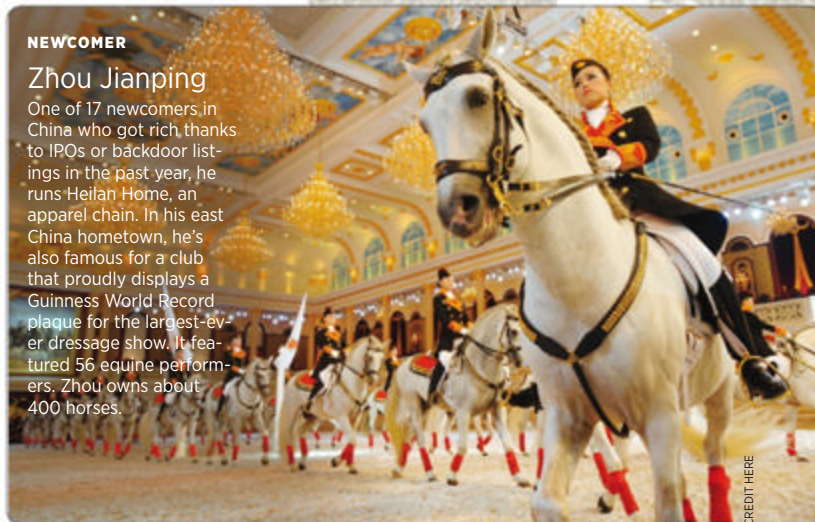 NEWCOMER
Zhou Jianping
One of 17 newcomers in
China who got rich thanks
to IPOs or backdoor list-
ings in the past year, he
runs Heilan Home, an
apparel chain. In his east
China hometown, he's
also famous for a club
that proudly displays a
Guinness World Record
plaque for the largest-ev-
er dressage show. It fea-
tured 56 equine perform-
ers. Zhou owns about
400 horses.
CREDIT HERE